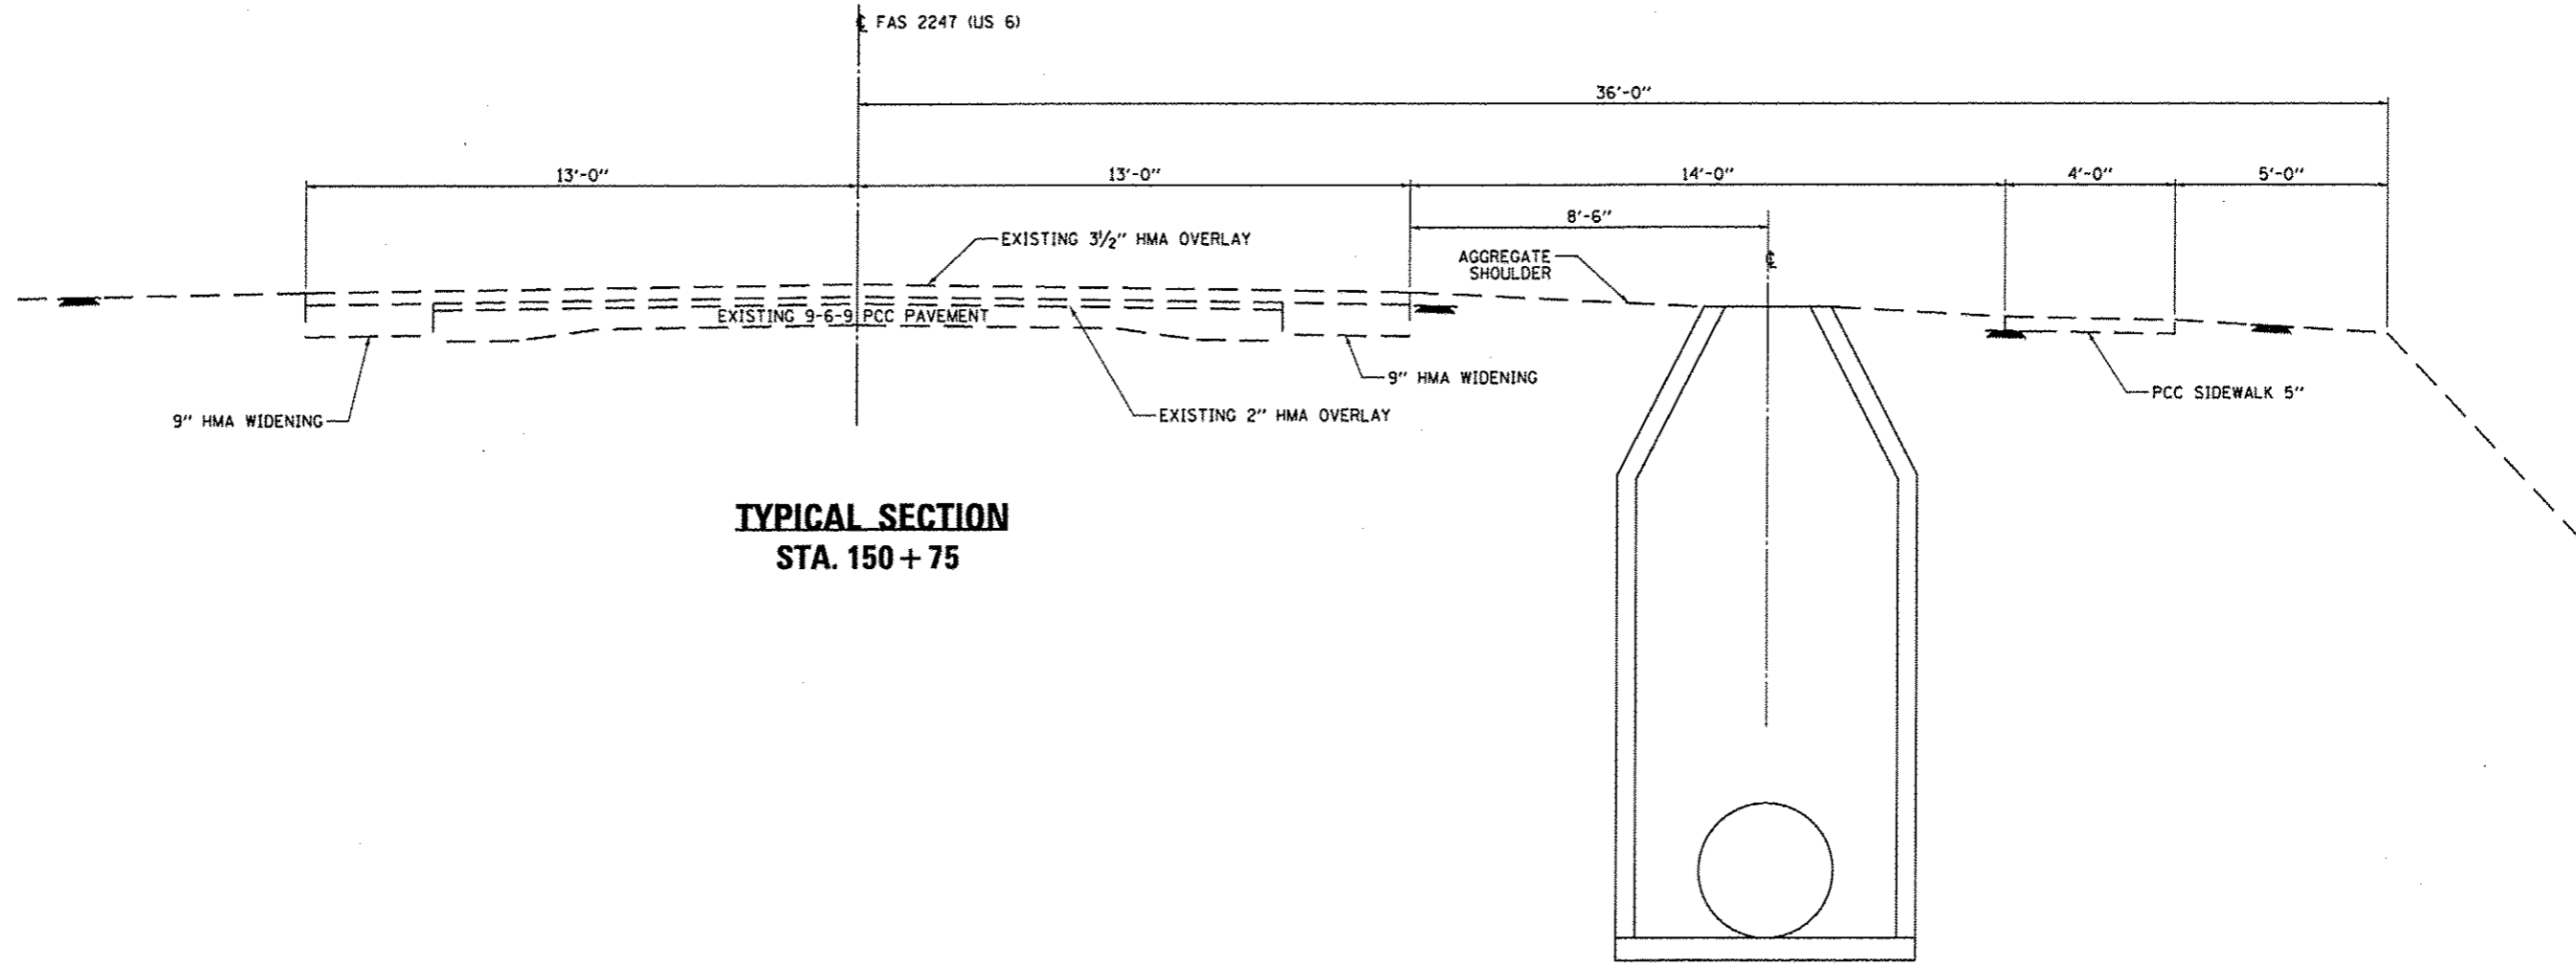 ℄ FAS 2247 (US 6)
36'-0"
13'-0"
13'-0"
14'-0"
4'-0"
5'-0"
8'-6"
EXISTING 3½" HMA OVERLAY
AGGREGATE
SHOULDER
℄
EXISTING 9-6-9 PCC PAVEMENT
9" HMA WIDENING
PCC SIDEWALK 5"
9" HMA WIDENING
EXISTING 2" HMA OVERLAY
TYPICAL SECTION
STA. 150+75